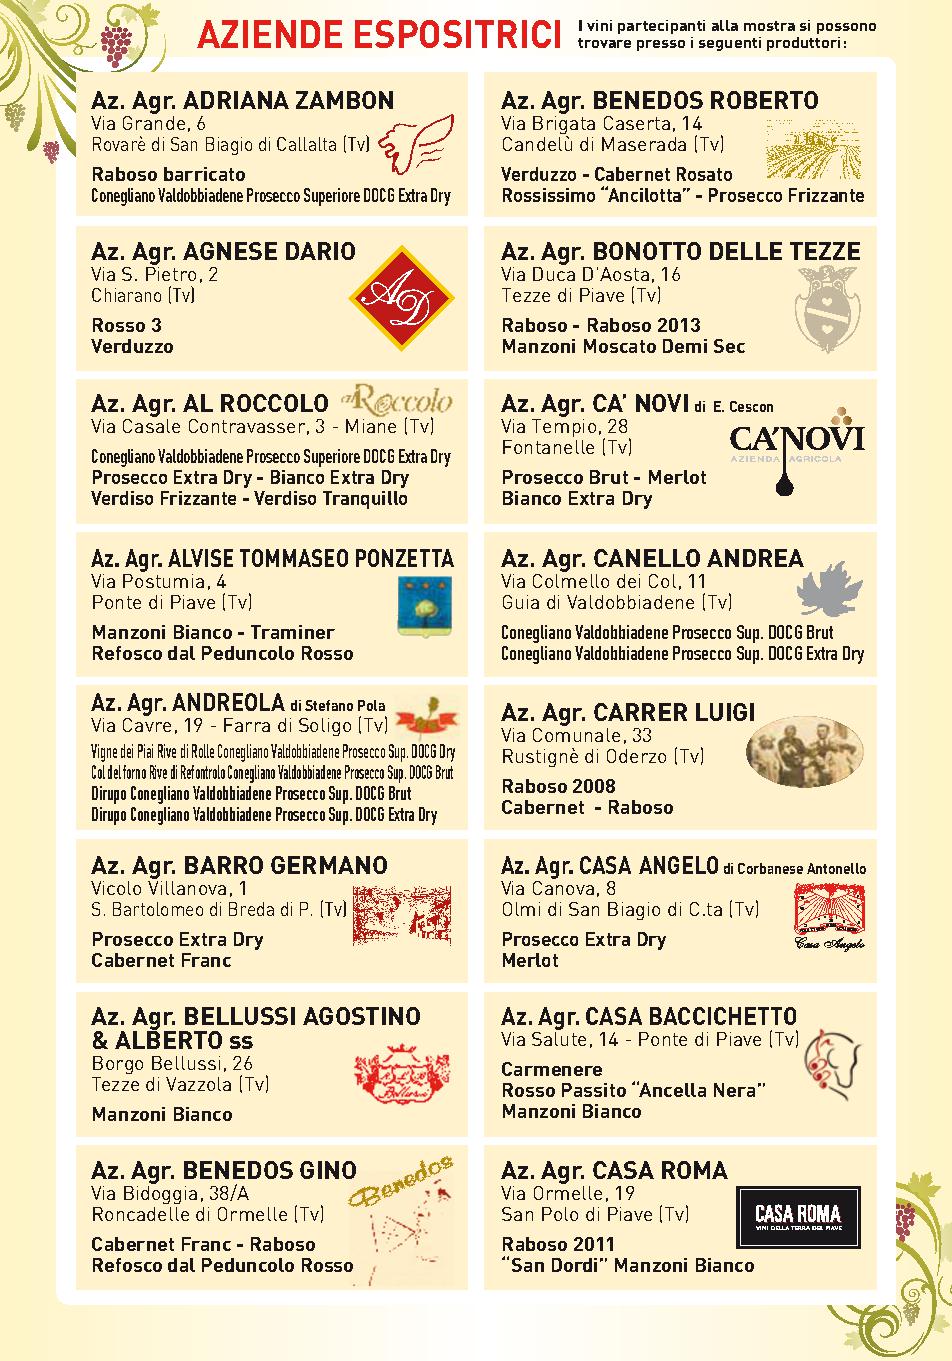 AZIENDE ESPOSITRICI
I vini partecipanti alla mostra si possono
trovare presso i seguenti produttori:
Az. Agr. ADRIANA ZAMBON
Via Grande, 6
Rovarè di San Biagio di Callalta (Tv)
Raboso barricato
Conegliano Valdobbiadene Prosecco Superiore DOCG Extra Dry
Az. Agr. AGNESE DARIO
Via S. Pietro, 2
Chiarano (Tv)
Rosso 3
Verduzzo
AD
Az. Agr. AL ROCCOLO
al Roccolo
Via Casale Contravasser, 3 - Miane (Tv)
Conegliano Valdobbiadene Prosecco Superiore DOCG Extra Dry
Prosecco Extra Dry - Bianco Extra Dry
Verdiso Frizzante - Verdiso Tranquillo
Az. Agr. ALVISE TOMMASEO PONZETTA
Via Postumia, 4
Ponte di Piave (Tv)
Manzoni Bianco - Traminer
Refosco dal Peduncolo Rosso
Az. Agr. ANDREOLA di Stefano Pola
Via Cavre, 19 - Farra di Soligo (Tv)
Vigne dei Piai Rive di Rolle Conegliano Valdobbiadene Prosecco Sup. DOCG Dry
Col del forno Rive di Refontrolo Conegliano Valdobbiadene Prosecco Sup. DOCG Brut
Dirupo Conegliano Valdobbiadene Prosecco Sup. DOCG Brut
Dirupo Conegliano Valdobbiadene Prosecco Sup. DOCG Extra Dry
Az. Agr. BARRO GERMANO
Vicolo Villanova, 1
S. Bartolomeo di Breda di P. (Tv)
Prosecco Extra Dry
Cabernet Franc
Az. Agr. BELLUSSI AGOSTINO
& ALBERTO ss
Borgo Bellussi, 26
Tezze di Vazzola (Tv)
Manzoni Bianco
Bellussi
Az. Agr. BENEDOS GINO
Via Bidoggia, 38/A
Roncadelle di Ormelle (Tv)
Cabernet Franc - Raboso
Refosco dal Peduncolo Rosso
Benedos
Az. Agr. BENEDOS ROBERTO
Via Brigata Caserta, 14
Candelù di Maserada (Tv)
Verduzzo - Cabernet Rosato
Rossissimo “Ancilotta” - Prosecco Frizzante
Az. Agr. BONOTTO DELLE TEZZE
Via Duca D'Aosta, 16
Tezze di Piave (Tv)
Raboso - Raboso 2013
Manzoni Moscato Demi Sec
Az. Agr. CA’ NOVI di E. Cescon
Via Tempio, 28
Fontanelle (Tv)
Prosecco Brut - Merlot
Bianco Extra Dry
CA’NOVI
AZIENDA AGRICOLA
Az. Agr. CANELLO ANDREA
Via Colmello dei Col, 11
Guia di Valdobbiadene (Tv)
Conegliano Valdobbiadene Prosecco Sup. DOCG Brut
Conegliano Valdobbiadene Prosecco Sup. DOCG Extra Dry
Az. Agr. CARRER LUIGI
Via Comunale, 33
Rustignè di Oderzo (Tv)
Raboso 2008
Cabernet - Raboso
Az. Agr. CASA ANGELO di Corbanese Antonello
Via Canova, 8
Olmi di San Biagio di C.ta (Tv)
Prosecco Extra Dry
Merlot
Casa Angelo
Az. Agr. CASA BACCICHETTO
Via Salute, 14 - Ponte di Piave (Tv)
Carmenere
Rosso Passito “Ancella Nera”
Manzoni Bianco
Az. Agr. CASA ROMA
Via Ormelle, 19
San Polo di Piave (Tv)
Raboso 2011
“San Dordi” Manzoni Bianco
CASA ROMA
VINI DELLA TERRA DEL PIAVE